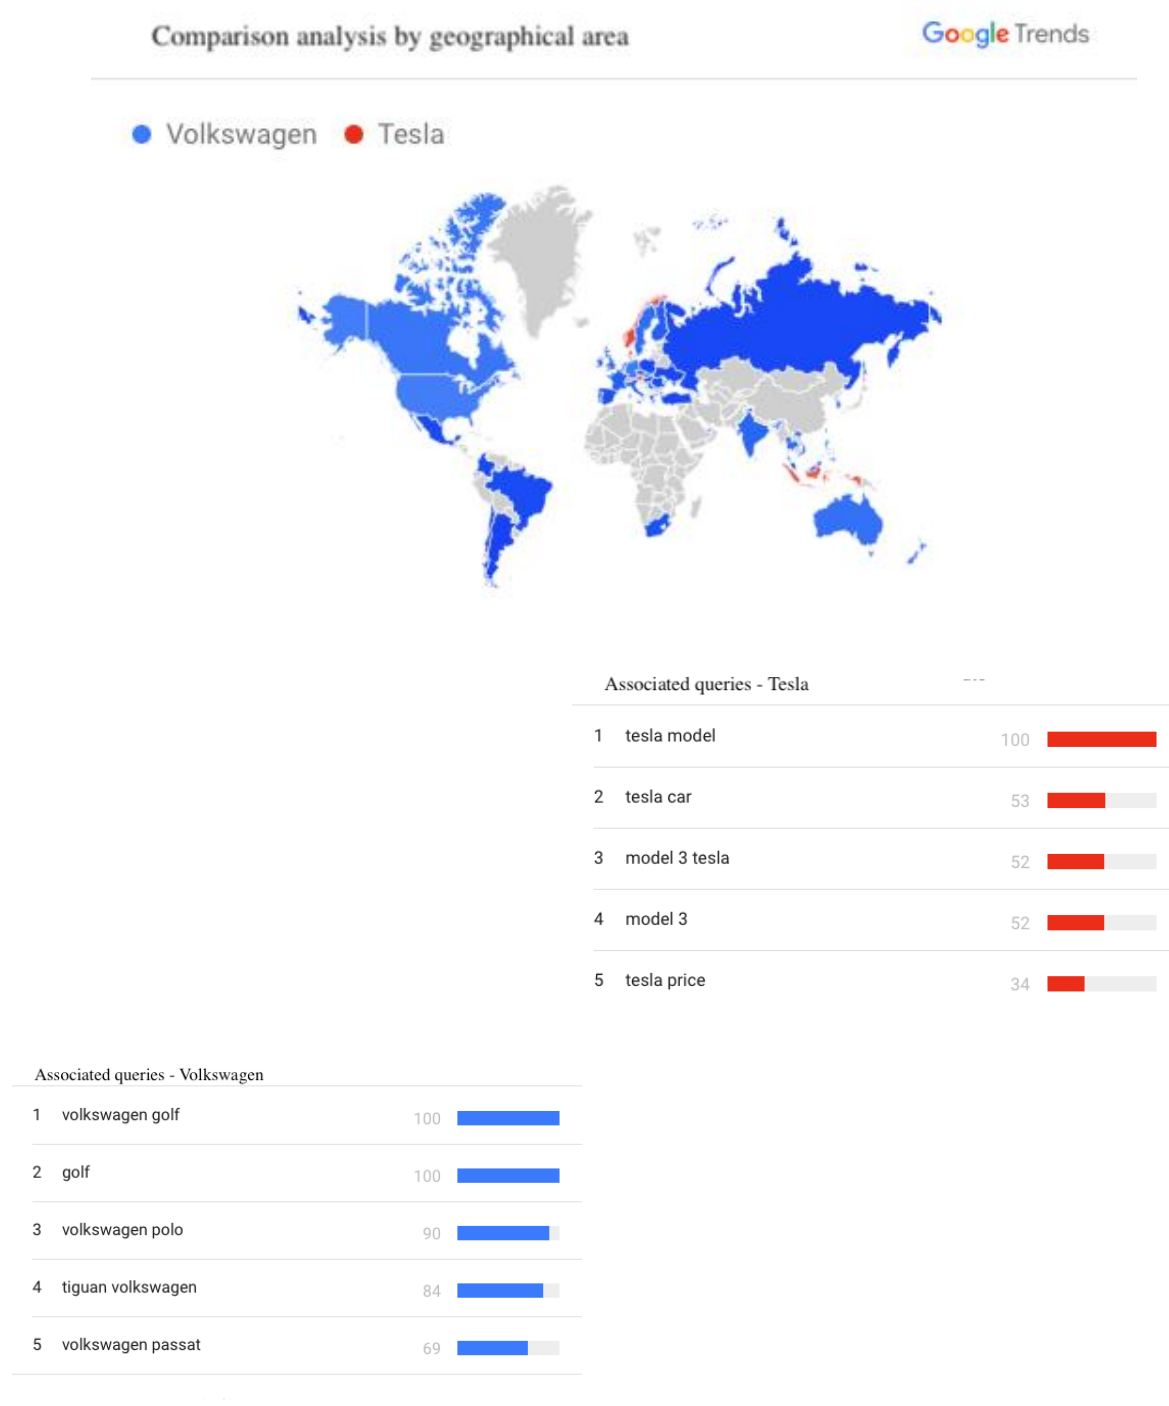 Comparison analysis by geographical area
Google Trends
Volkswagen Tesla
Associated queries - Tesla
1 tesla model 100
2 tesla car 53
3 model 3 tesla 52
4 model 3 52
5 tesla price 34
Associated queries - Volkswagen
1 volkswagen golf 100
2 golf 100
3 volkswagen polo 90
4 tiguan volkswagen 84
5 volkswagen passat 69